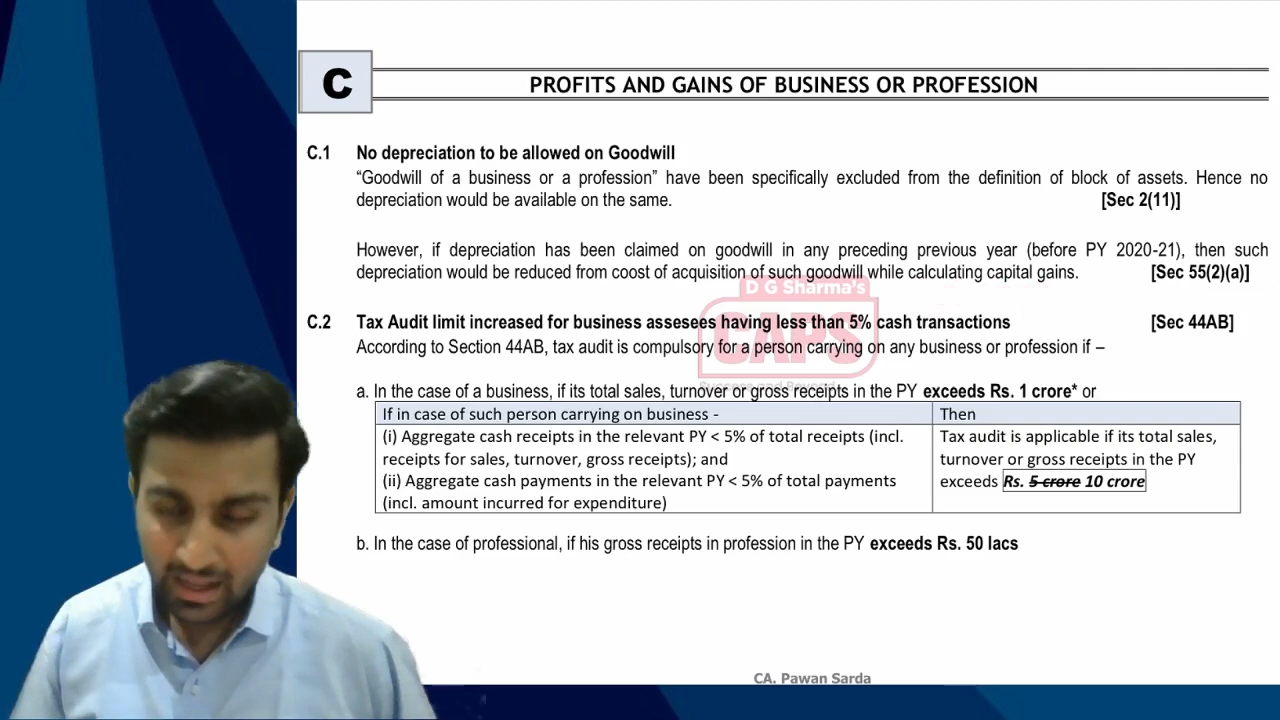 C
PROFITS AND GAINS OF BUSINESS OR PROFESSION
C.1 No depreciation to be allowed on Goodwill
“Goodwill of a business or a profession” have been specifically excluded from the definition of block of assets. Hence no
depreciation would be available on the same. [Sec 2(11)]
However, if depreciation has been claimed on goodwill in any preceding previous year (before PY 2020-21), then such
depreciation would be reduced from coost of acquisition of such goodwill while calculating capital gains. [Sec 55(2)(a)]
D G Sharma's
CAPS
Success and Beyond
C.2 Tax Audit limit increased for business assesees having less than 5% cash transactions [Sec 44AB]
According to Section 44AB, tax audit is compulsory for a person carrying on any business or profession if –
a. In the case of a business, if its total sales, turnover or gross receipts in the PY exceeds Rs. 1 crore* or
If in case of such person carrying on business -
(i) Aggregate cash receipts in the relevant PY < 5% of total receipts (incl.
receipts for sales, turnover, gross receipts); and
(ii) Aggregate cash payments in the relevant PY < 5% of total payments
(incl. amount incurred for expenditure)
Then
Tax audit is applicable if its total sales,
turnover or gross receipts in the PY
exceeds Rs. 5 crore 10 crore
b. In the case of professional, if his gross receipts in profession in the PY exceeds Rs. 50 lacs
CA. Pawan Sarda